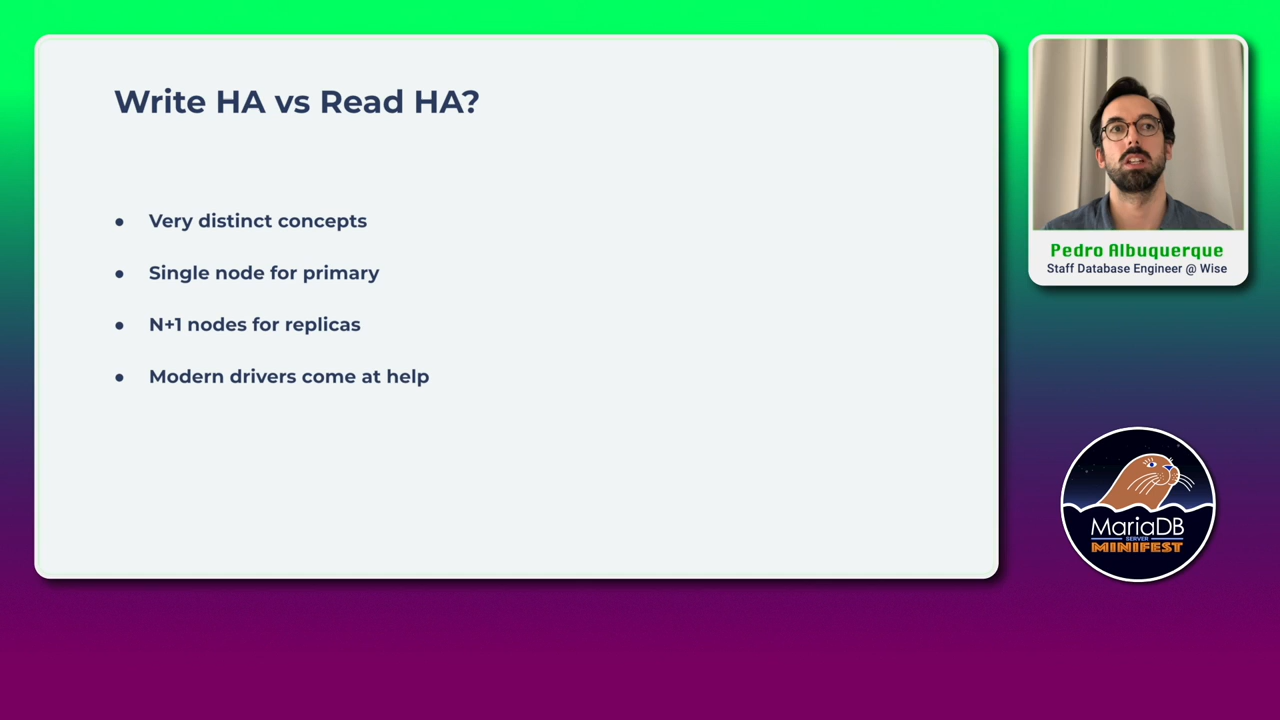 Write HA vs Read HA?
● Very distinct concepts
● Single node for primary
● N+1 nodes for replicas
● Modern drivers come at help
Pedro Albuquerque
Staff Database Engineer @ Wise
MariaDB
SERVER
MINIFEST